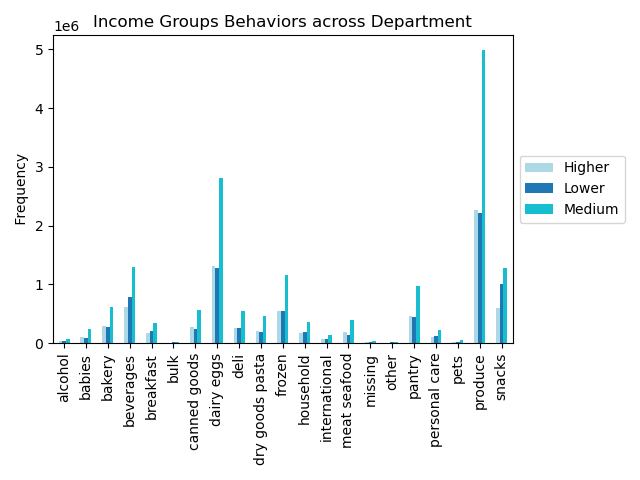 Income Groups Behaviors across Department
1e6
5
4
3
2
1
0
Frequency
Higher
Lower
Medium
alcohol
babies
bakery
beverages
breakfast
bulk
canned goods
dairy eggs
deli
dry goods pasta
frozen
household
international
meat seafood
missing
other
pantry
personal care
pets
produce
snacks